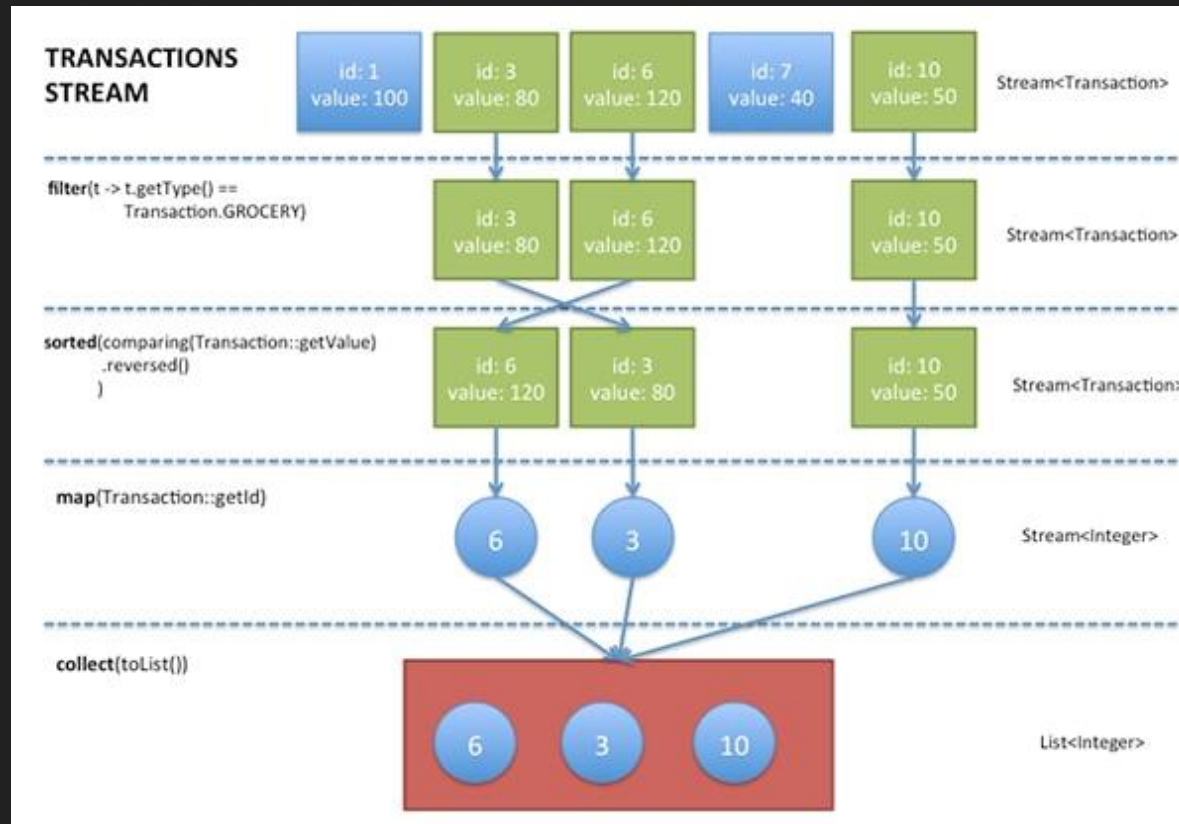 TRANSACTIONS
STREAM
id: 1
value: 100
id: 3
value: 80
id: 6
value: 120
id: 7
value: 40
id: 10
value: 50
Stream<Transaction>
filter(t -> t.getType() ==
Transaction.GROCERY)
id: 3
value: 80
id: 6
value: 120
id: 10
value: 50
Stream<Transaction>
sorted(comparing(Transaction::getValue)
.reversed()
)
id: 6
value: 120
id: 3
value: 80
id: 10
value: 50
Stream<Transaction>
map(Transaction::getId)
6
3
10
Stream<Integer>
collect(toList())
6
3
10
List<Integer>